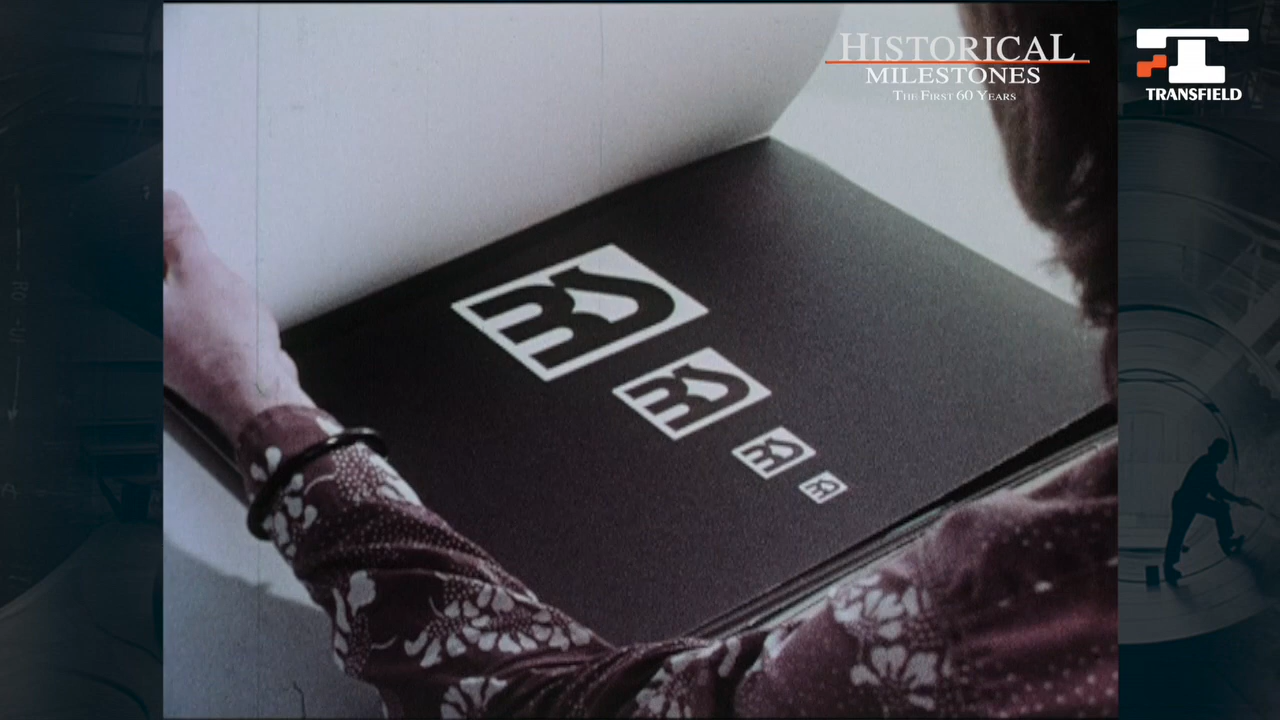 HISTORICAL
MILESTONES
THE FIRST 60 YEARS
TRANSFIELD